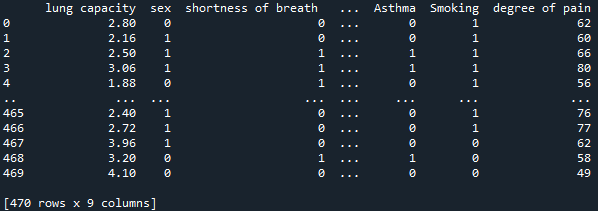 lung capacity sex shortness of breath ... Asthma Smoking degree of pain
0 2.80 0 0 ... 0 1 62
1 2.16 1 0 ... 0 1 60
2 2.50 1 1 ... 1 1 66
3 3.06 1 1 ... 1 1 80
4 1.88 0 1 ... 0 1 56
.. ... ... ... ... ... ... ...
465 2.40 1 0 ... 0 1 76
466 2.72 1 0 ... 0 1 77
467 3.96 1 0 ... 0 0 62
468 3.20 0 1 ... 1 0 58
469 4.10 0 0 ... 0 0 49
[470 rows x 9 columns]